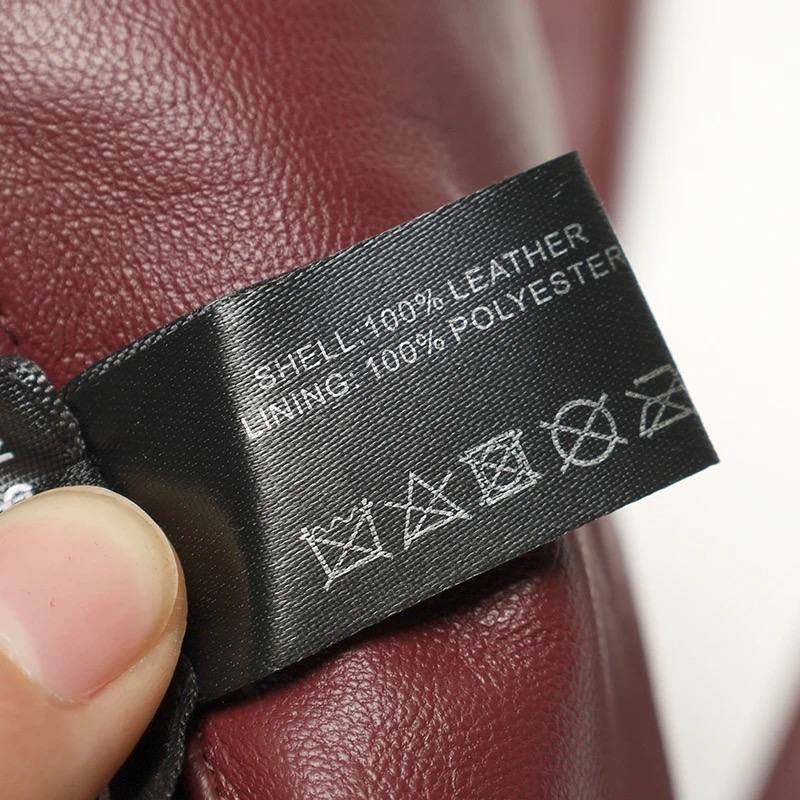 SHELL:100% LEATHER
LINING: 100% POLYESTER